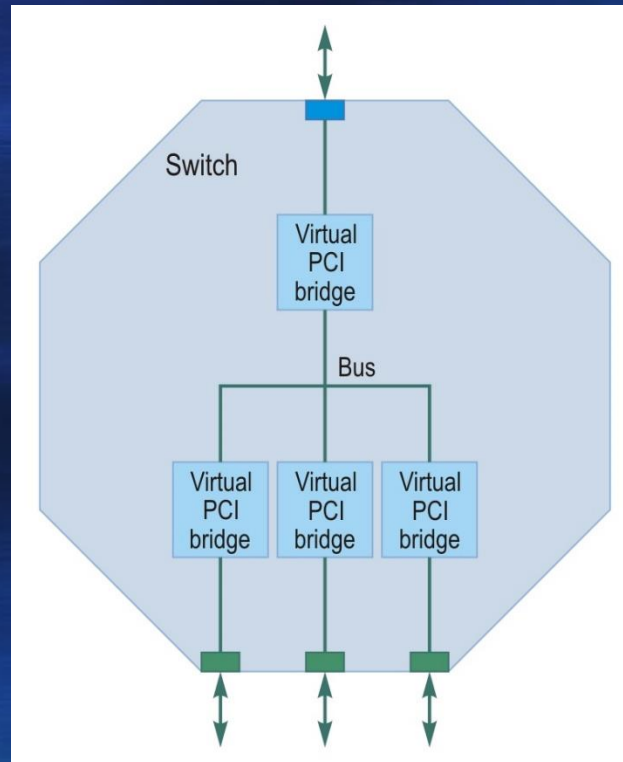 Switch
Virtual
PCI
bridge
Bus
Virtual
PCI
bridge
Virtual
PCI
bridge
Virtual
PCI
bridge